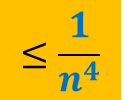 ≤ 1/n⁴